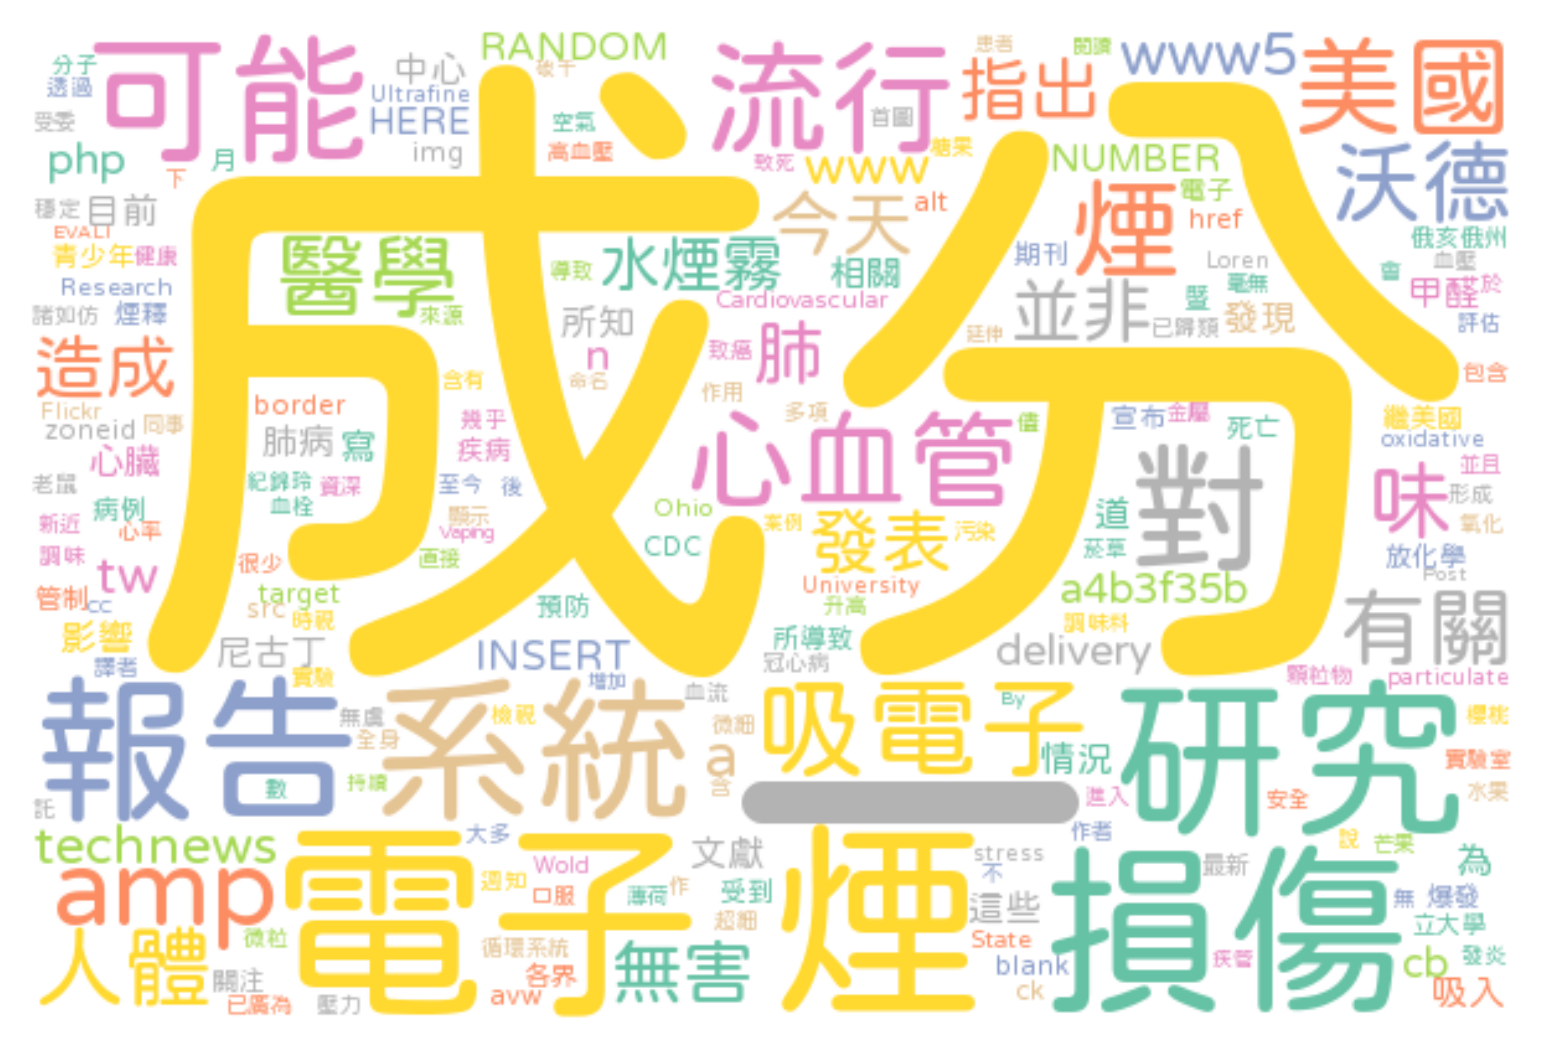 分子
透過
受委
php
月
下
可能
中心
Ultrafine
HERE
img
RANDOM
破千
空氣
高血壓
流行
首圖
致死
www
糖果
患者
指出
閱讀
www5
美國
NUMBER
沃德
穩定
目前
EVALI
青少年
健康
Research
諸如仿
煙釋
醫學
來源
成分
導致
水煙霧
今天
alt
相關
Cardiovascular
煙
電子
href
期刊
Loren
俄亥俄州
血壓
會
毫無
暨
甲醛
於
評估
並非
已歸類
發現
延伸
所知
n
命名
致癌
肺
作用
多項
造成
Flickr
同事
zoneid
border
含有
包含
心臟
肺病
寫
幾乎
疾病
心血管
儘
宣布
金屬
死亡
繼美國
oxidative
並且
老鼠
紀錦玲
資深
血栓
至今
後
味
形成
氧化
病例
新近
心率
調味
顯示
Vaping
Ohio
案例
發表
污染
道
對
菸草
放化學
Post
tw
很少
直接
CDC
管制
cc
target
src
時視
預防
University
升高
a4b3f35b
調味料
影響
譯者
尼古丁
實驗
INSERT
增加
所導致
冠心病
delivery
有關
顆粒物
particulate
報告
數
無虞
全身
持續
系統
檢視
血流
微細
a
含
吸電子
By
情況
進入
研究
櫻桃
實驗室
水果
安全
託
technews
大多
作者
說
芒果
amp
電子煙
Wold
週知
口服
文獻
薄荷
作
受到
超細
stress
不
這些
最新
為
無
爆發
人體
微粒
關注
已廣為
壓力
循環系統
各界
avw
無害
State
blank
ck
損傷
疾管
立大學
cb
發炎
吸入